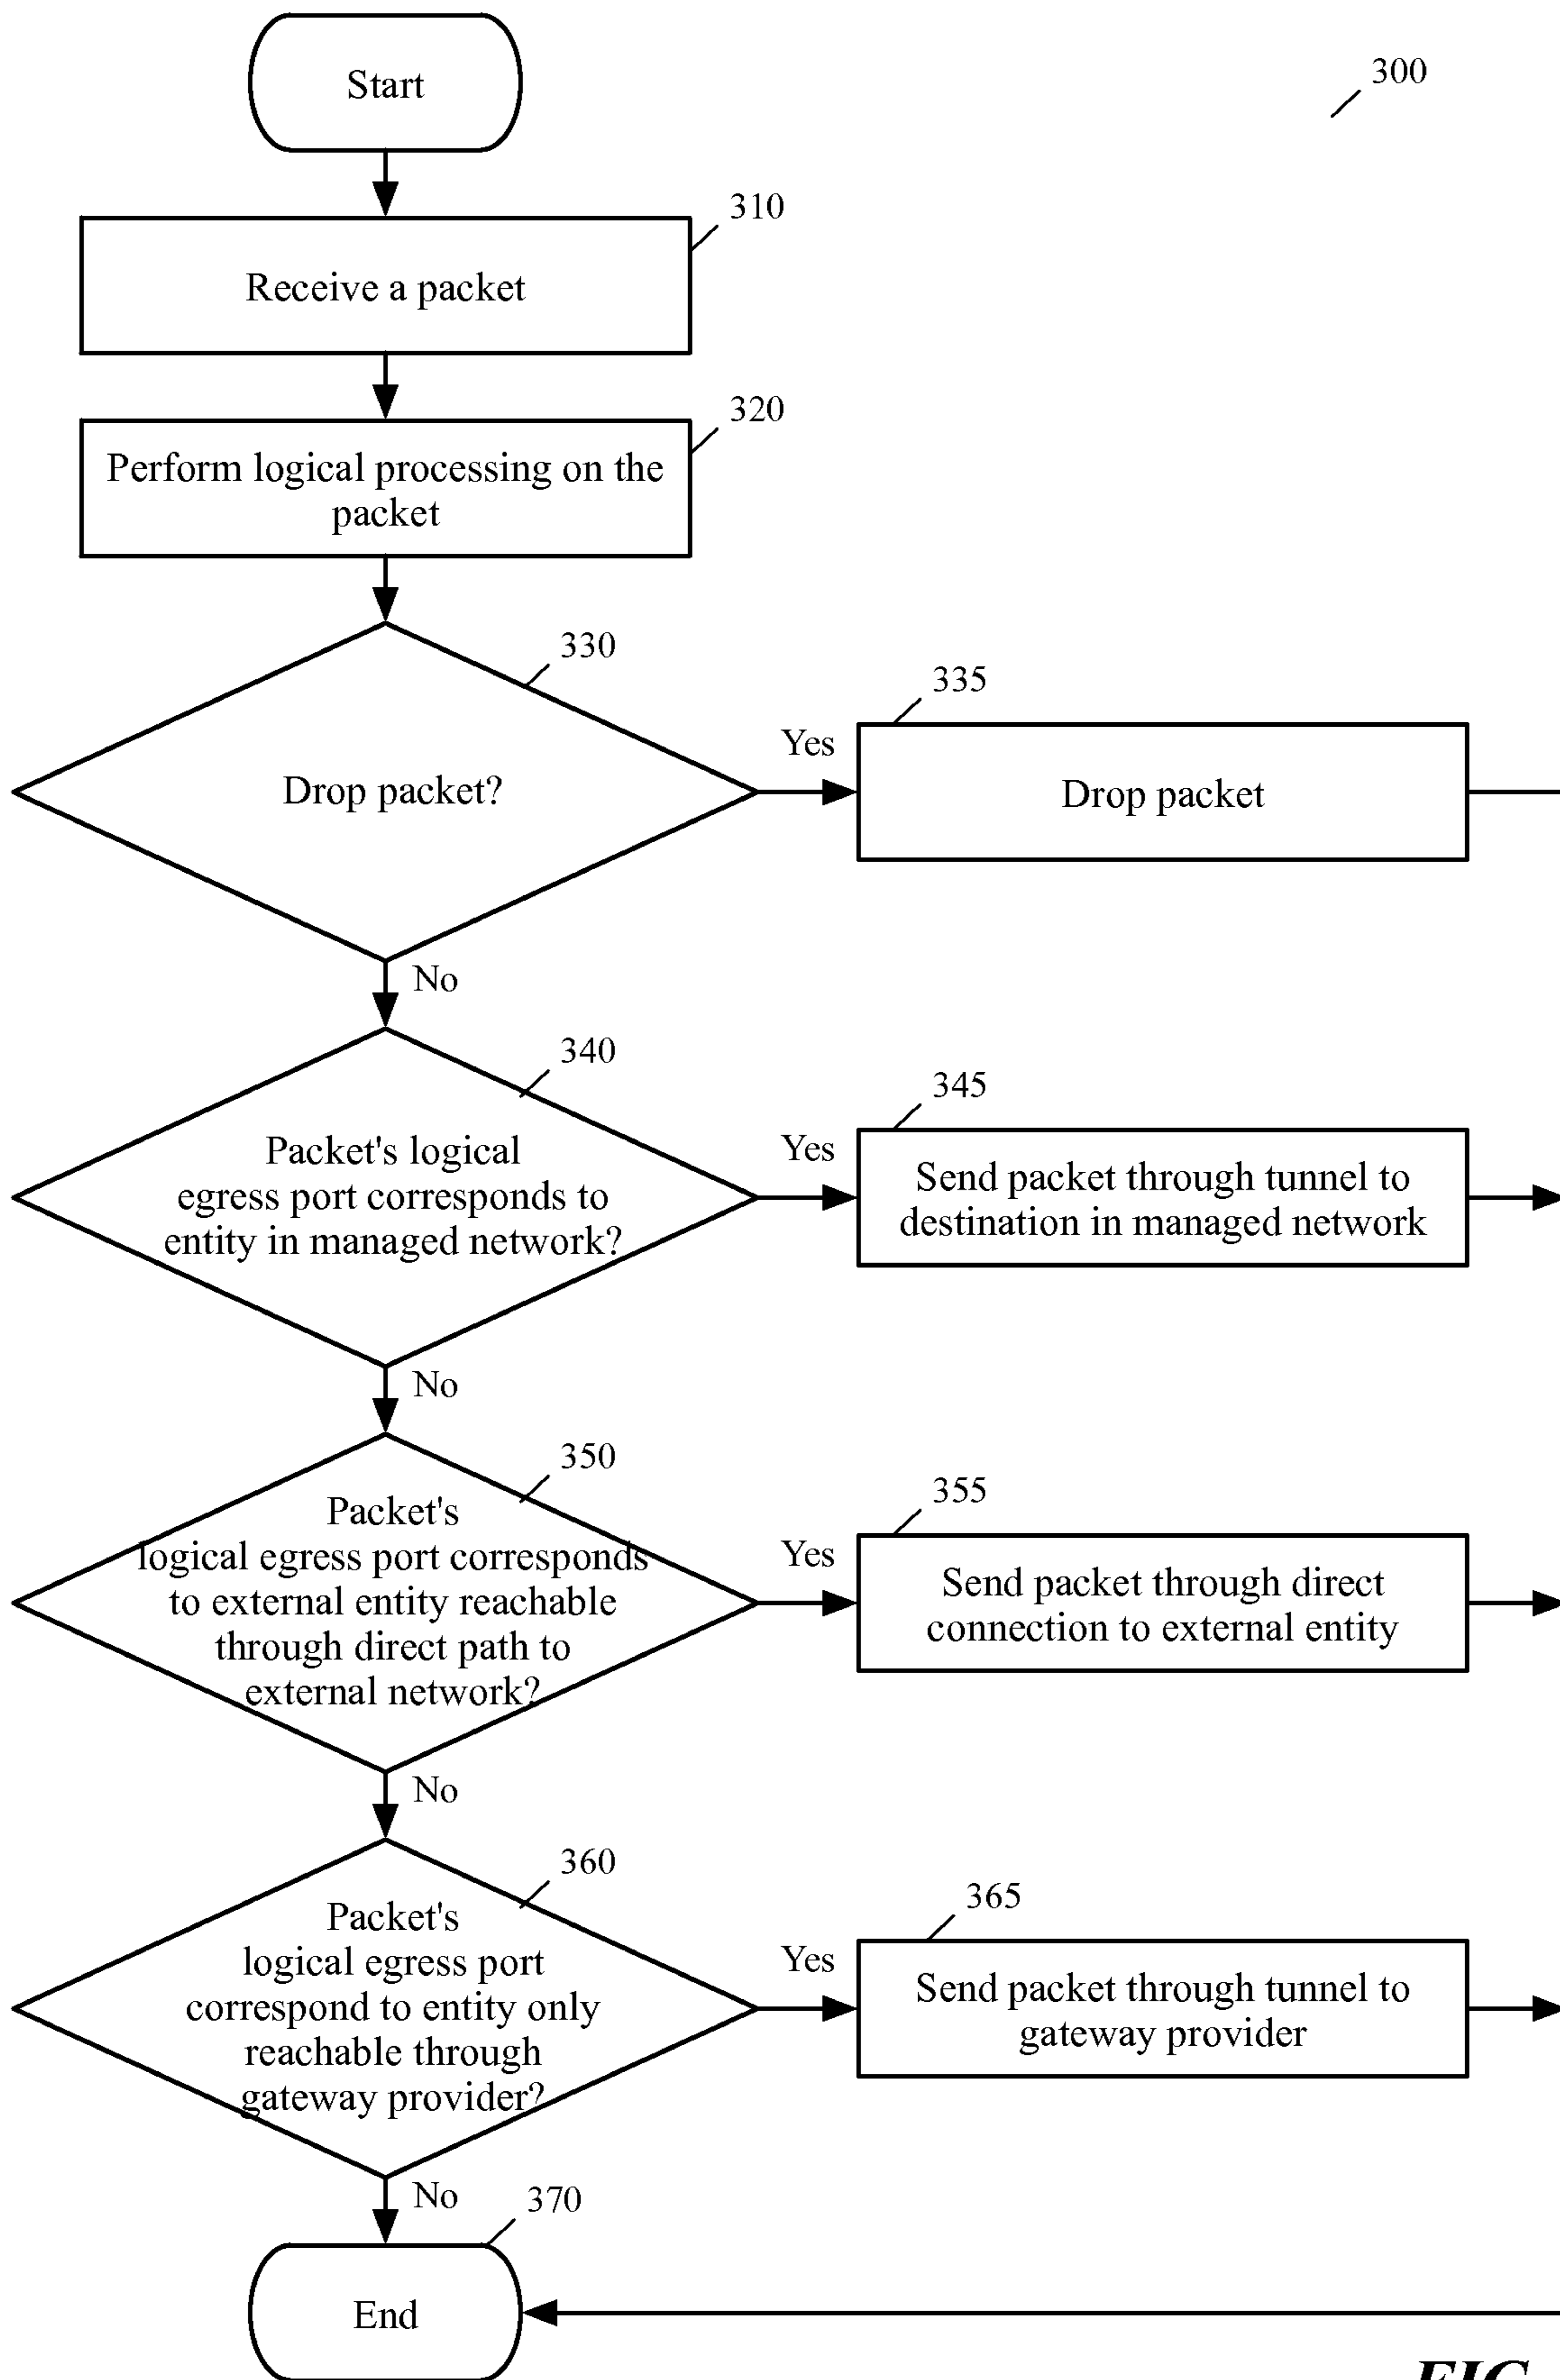 Start
300
310
Receive a packet
320
Perform logical processing on the
packet
330
Drop packet?
Yes
335
Drop packet
No
340
Packet's logical
egress port corresponds to
entity in managed network?
Yes
345
Send packet through tunnel to
destination in managed network
No
350
Packet's
logical egress port corresponds
to external entity reachable
through direct path to
external network?
Yes
355
Send packet through direct
connection to external entity
No
360
Packet's
logical egress port
correspond to entity only
reachable through
gateway provider?
Yes
365
Send packet through tunnel to
gateway provider
No
370
End
FIG